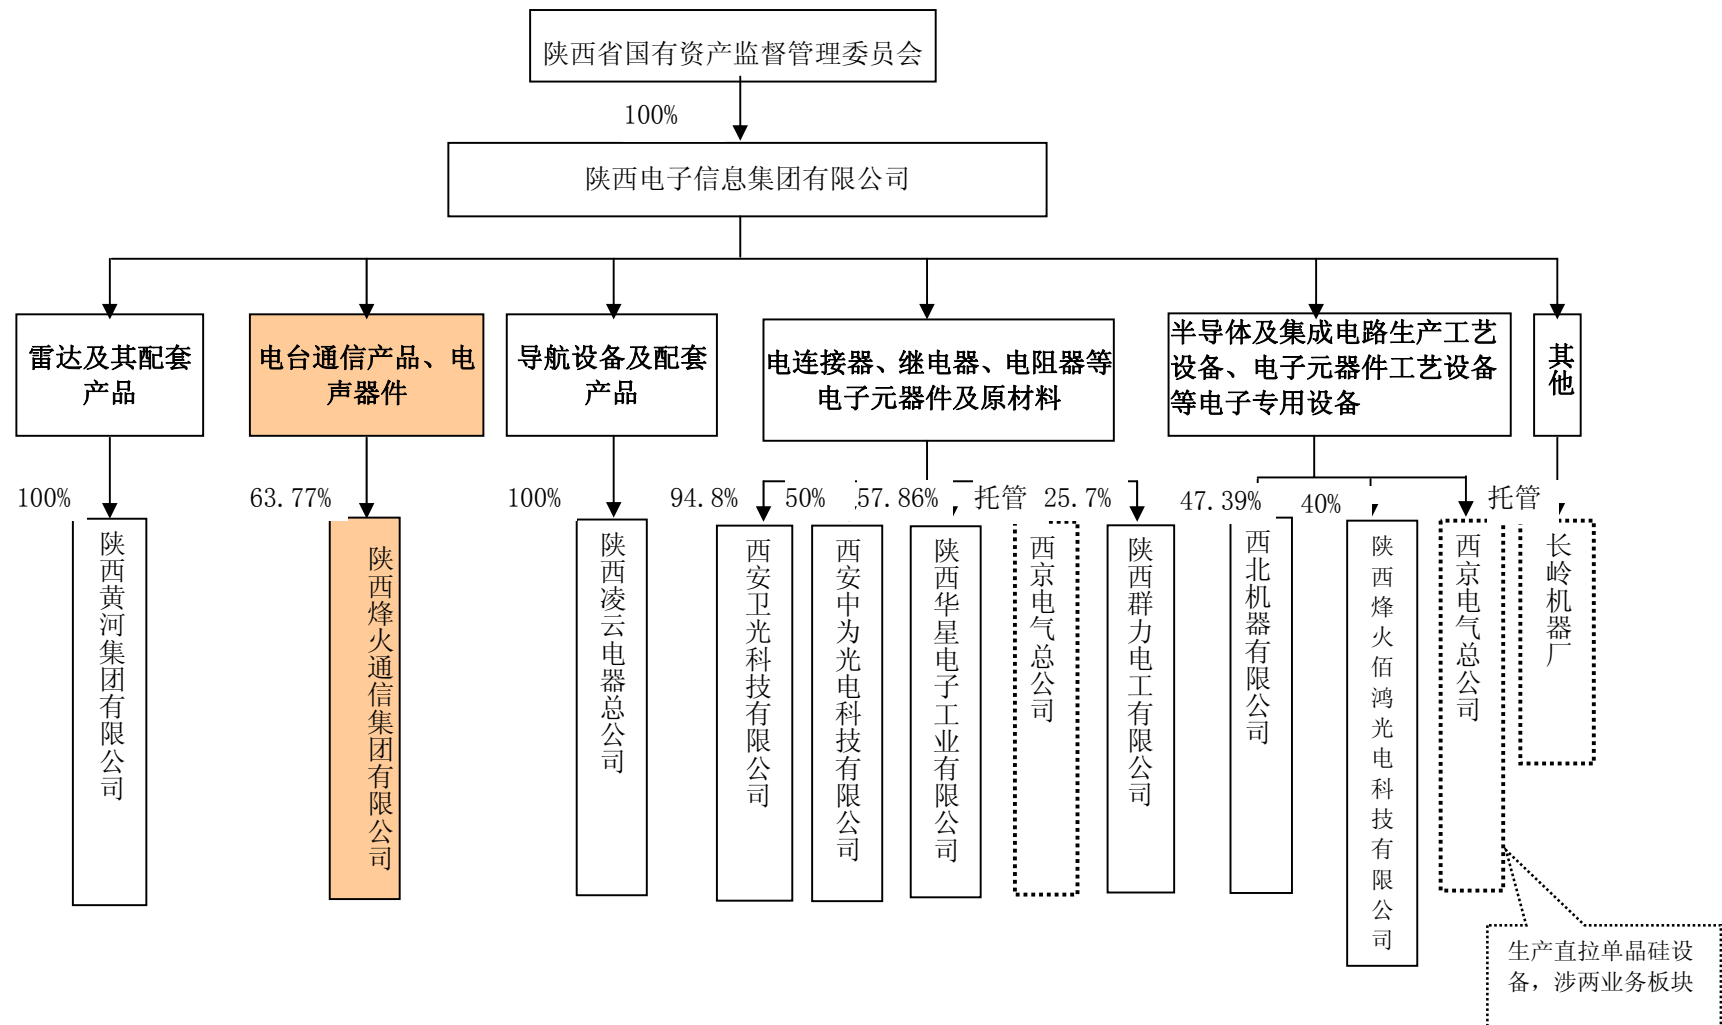 陕西省国有资产监督管理委员会
100%
陕西电子信息集团有限公司
雷达及其配套
产品
电台通信产品、电
声器件
导航设备及配套
产品
电连接器、继电器、电阻器等
电子元器件及原材料
半导体及集成电路生产工艺
设备、电子元器件工艺设备
等电子专用设备
其他
100%
63.77%
100%
94.8%
50%
57.86%
托管
25.7%
47.39%
40%
托管
陕西黄河集团有限公司
陕西烽火通信集团有限公司
陕西凌云电器总公司
西安卫光科技有限公司
西安中为光电科技有限公司
陕西华星电子工业有限公司
西京电气总公司
陕西群力电工有限公司
西北机器有限公司
陕西烽火佰鸿光电科技有限公司
西京电气总公司
长岭机器厂
生产直拉单晶硅设
备，涉两业务板块